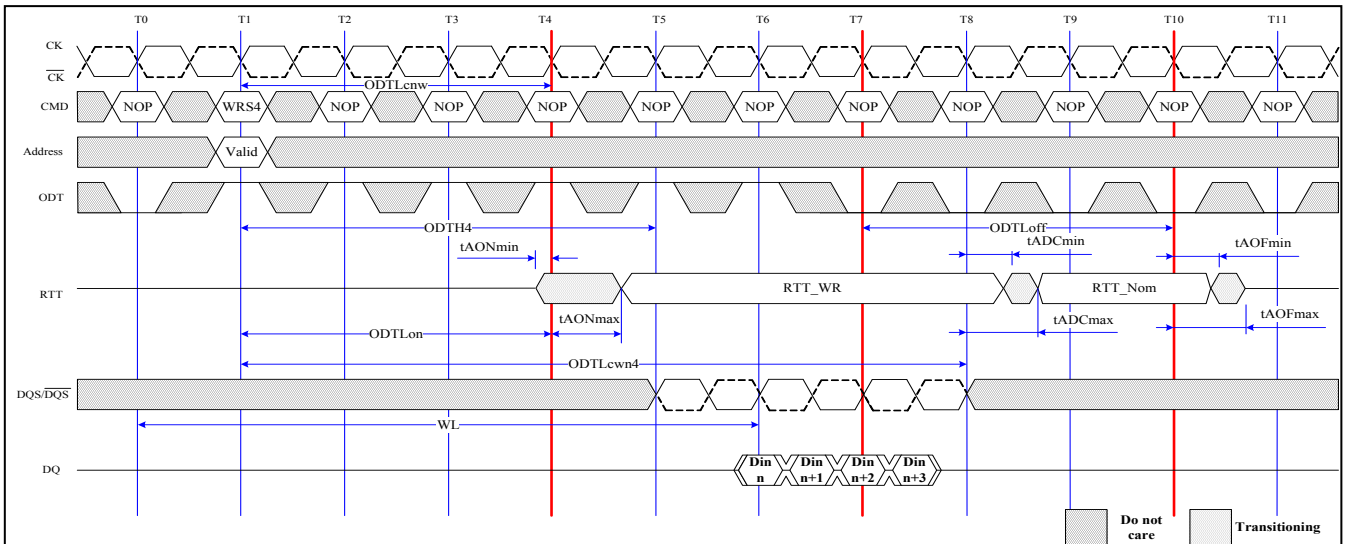 T0 T1 T2 T3 T4 T5 T6 T7 T8 T9 T10 T11
CK
CK
ODTLcnw
CMD NOP WRS4 NOP NOP NOP NOP NOP NOP NOP NOP NOP NOP
Address Valid
ODT
ODTH4 ODTLoff
tAONmin tADCmin tAOFmin
RTT RTT_WR RTT_Nom
tAONmax tADCmax tAOFmax
ODTLon
ODTLcwn4
DQS/DQS
WL
DQ Din n Din n+1 Din n+2 Din n+3
Do not care
Transitioning